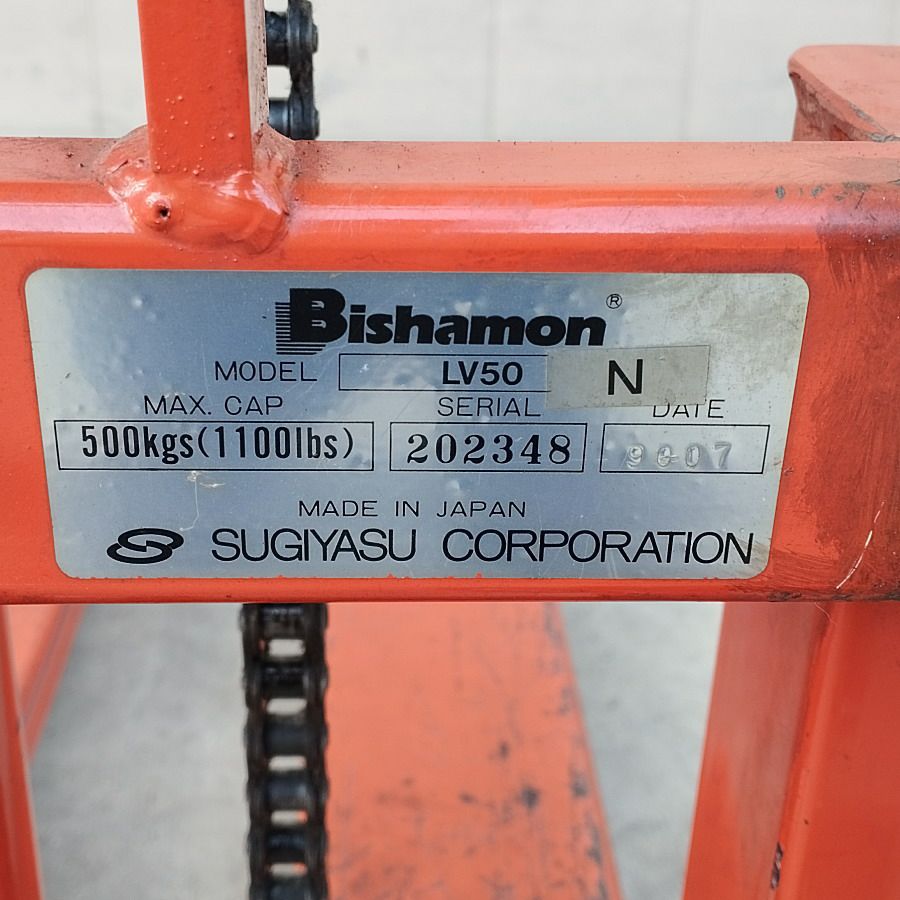 Bishamon®
MODEL LV50 N
MAX. CAP SERIAL DATE
500kgs(1100lbs) 202348
MADE IN JAPAN
SUGIYASU CORPORATION